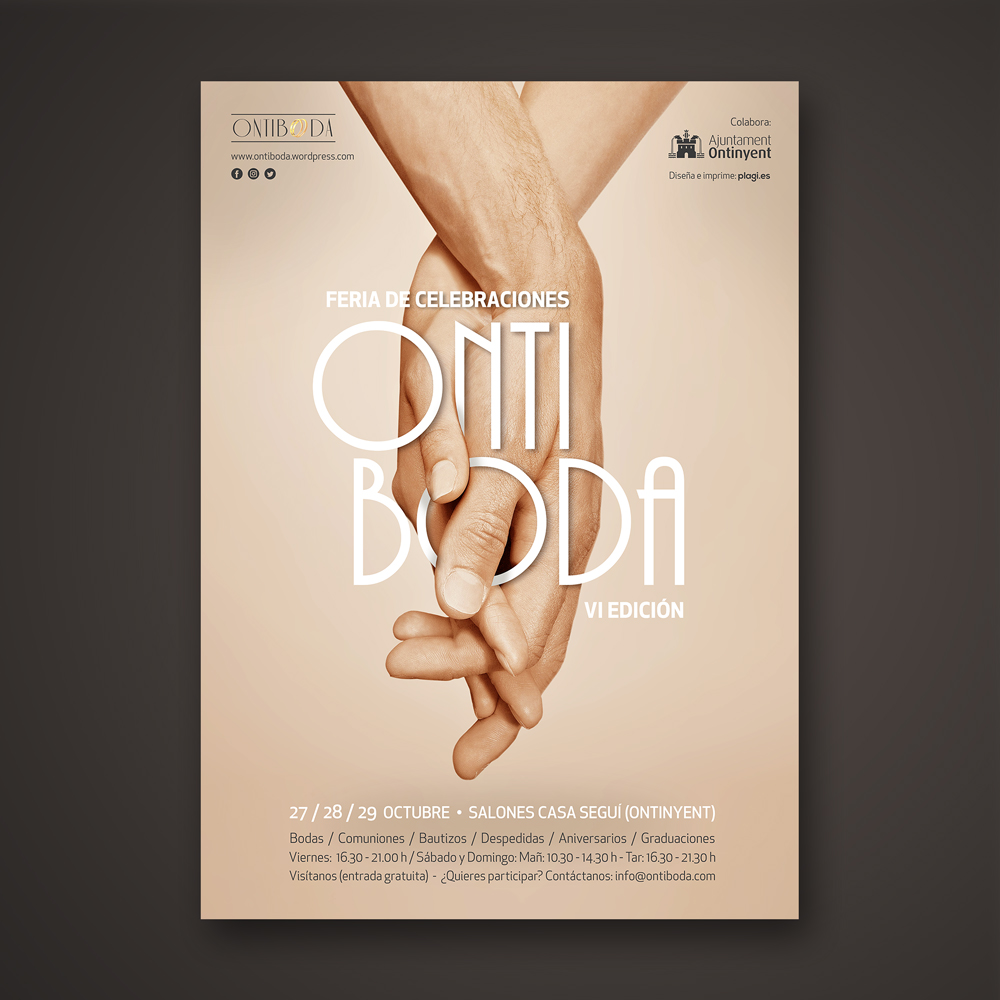 ONTIBODA
www.ontiboda.wordpress.com
Colabora:
Ajuntament
Ontinyent
Diseña e imprime: plagi.es
FERIA DE CELEBRACIONES
ONTI
BODA
VI EDICIÓN
27 / 28 / 29 OCTUBRE • SALONES CASA SEGUÍ (ONTINYENT)
Bodas / Comuniones / Bautizos / Despedidas / Aniversarios / Graduaciones
Viernes: 16.30 - 21.00 h / Sábado y Domingo: Mañ: 10.30 - 14.30 h - Tar: 16.30 - 21.30 h
Visítanos (entrada gratuita) - ¿Quieres participar? Contáctanos: info@ontiboda.com